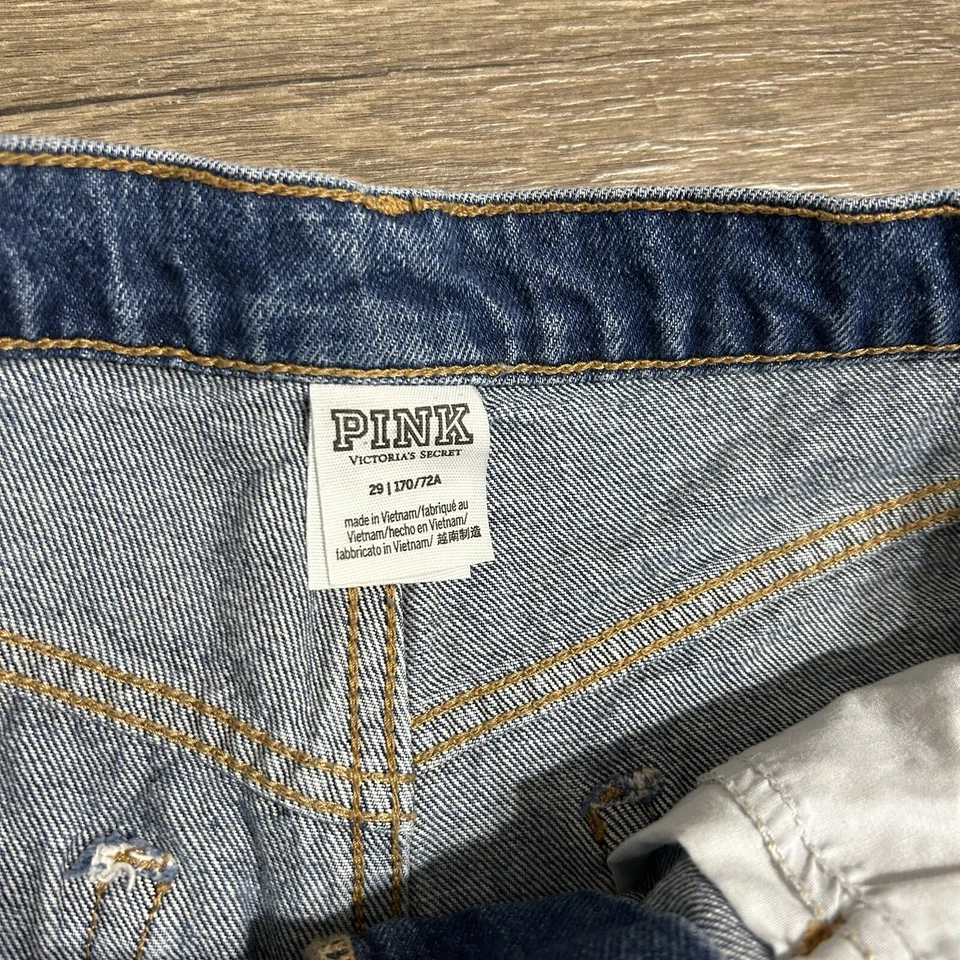 PINK
VICTORIA'S SECRET
29 | 170/72A
made in Vietnam/fabriqué au
Vietnam/hecho en Vietnam/
fabbricato in Vietnam/ 越南制造